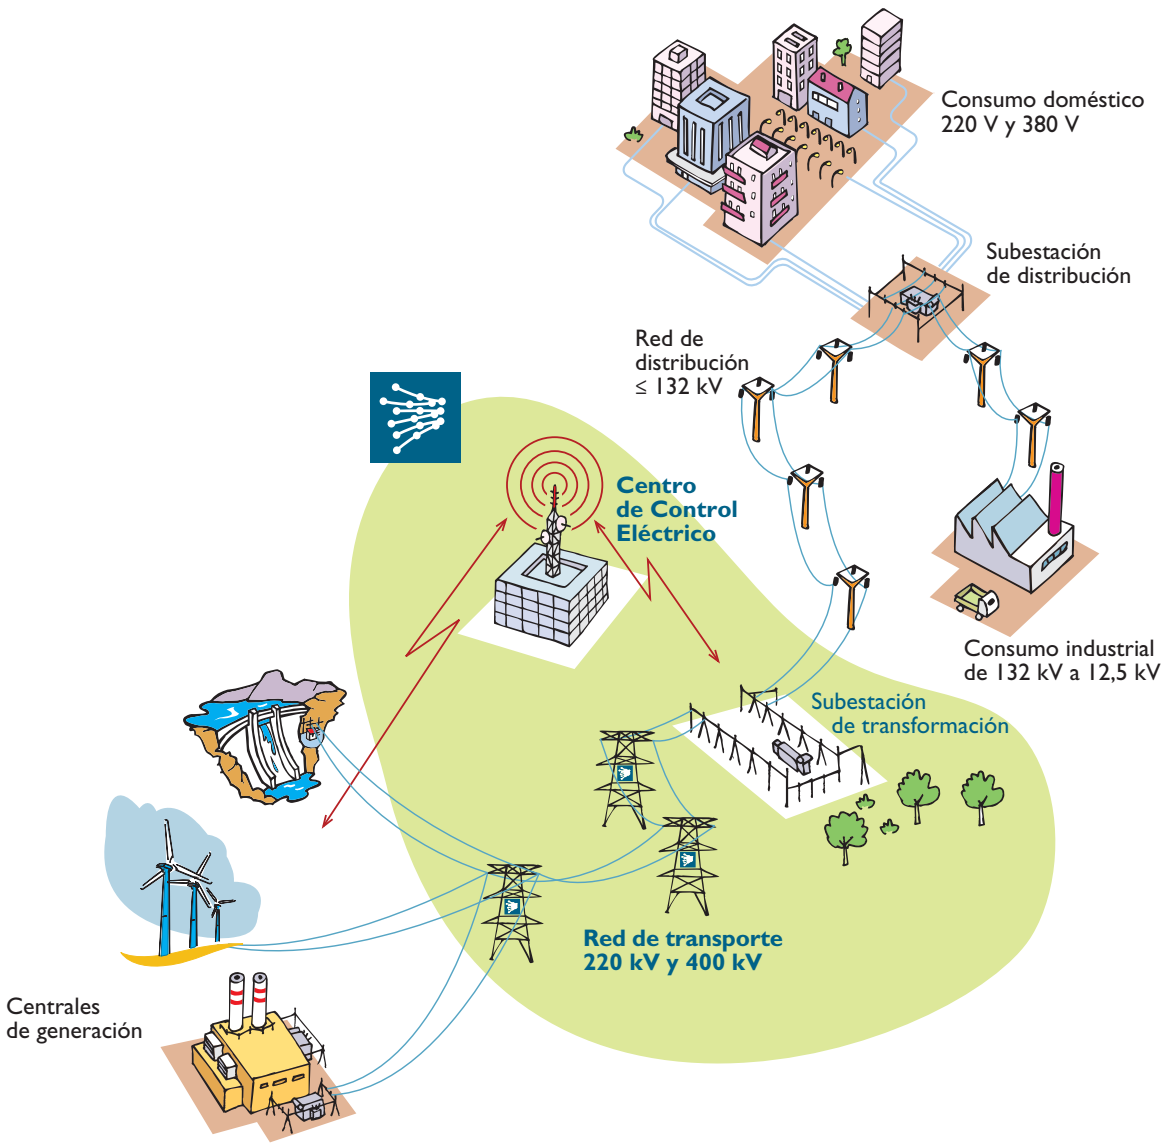 Consumo doméstico
220 V y 380 V
Subestación
de distribución
Red de
distribución
≤ 132 kV
Centro
de Control
Eléctrico
Consumo industrial
de 132 kV a 12,5 kV
Subestación
de transformación
Red de transporte
220 kV y 400 kV
Centrales
de generación